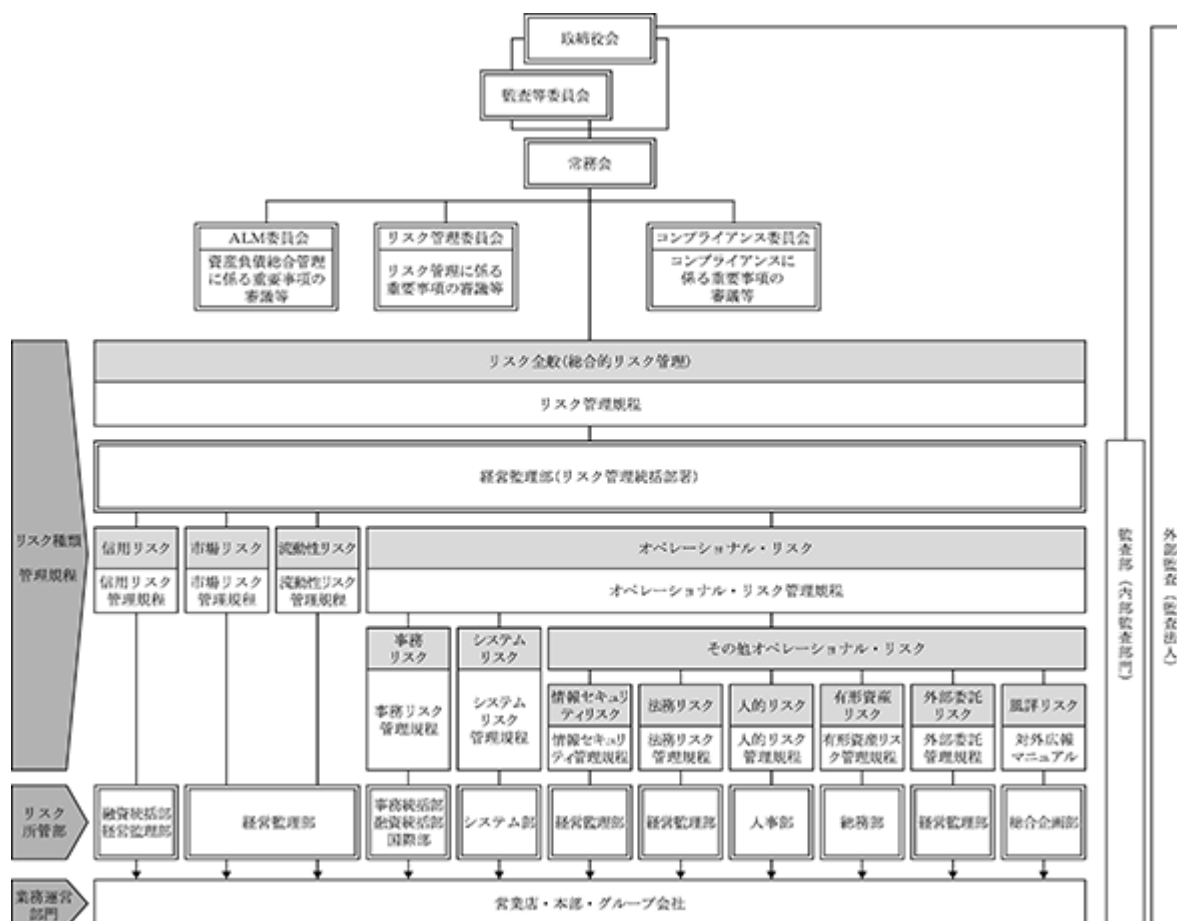 取締役会
監査等委員会
常務会
ALM委員会
資産負債総合管理
に係る重要事項の
審議等
リスク管理委員会
リスク管理に係る
重要事項の審議等
コンプライアンス委員会
コンプライアンスに
係る重要事項の
審議等
リスク種類
管理規程
リスク全般(総合的リスク管理)
リスク管理規程
経営監理部(リスク管理統括部署)
信用リスク
信用リスク
管理規程
市場リスク
市場リスク
管理規程
流動性リスク
流動性リスク
管理規程
オペレーショナル・リスク
オペレーショナル・リスク管理規程
事務
リスク
事務リスク
管理規程
システム
リスク
システム
リスク
管理規程
その他オペレーショナル・リスク
情報セキュリ
ティリスク
情報セキュリ
ティ管理規程
法務リスク
法務リスク
管理規程
人的リスク
人的リスク
管理規程
有形資産
リスク
有形資産リス
ク管理規程
外部委託
リスク
外部委託
管理規程
風評リスク
対外広報
マニュアル
リスク
所管部
融資統括部
経営監理部
経営監理部
事務統括部
融資統括部
国際部
システム部
経営監理部
経営監理部
人事部
総務部
経営監理部
総合企画部
業務運営
部門
営業店・本部・グループ会社
監査部(内部監査部門)
外部監査(監査法人)